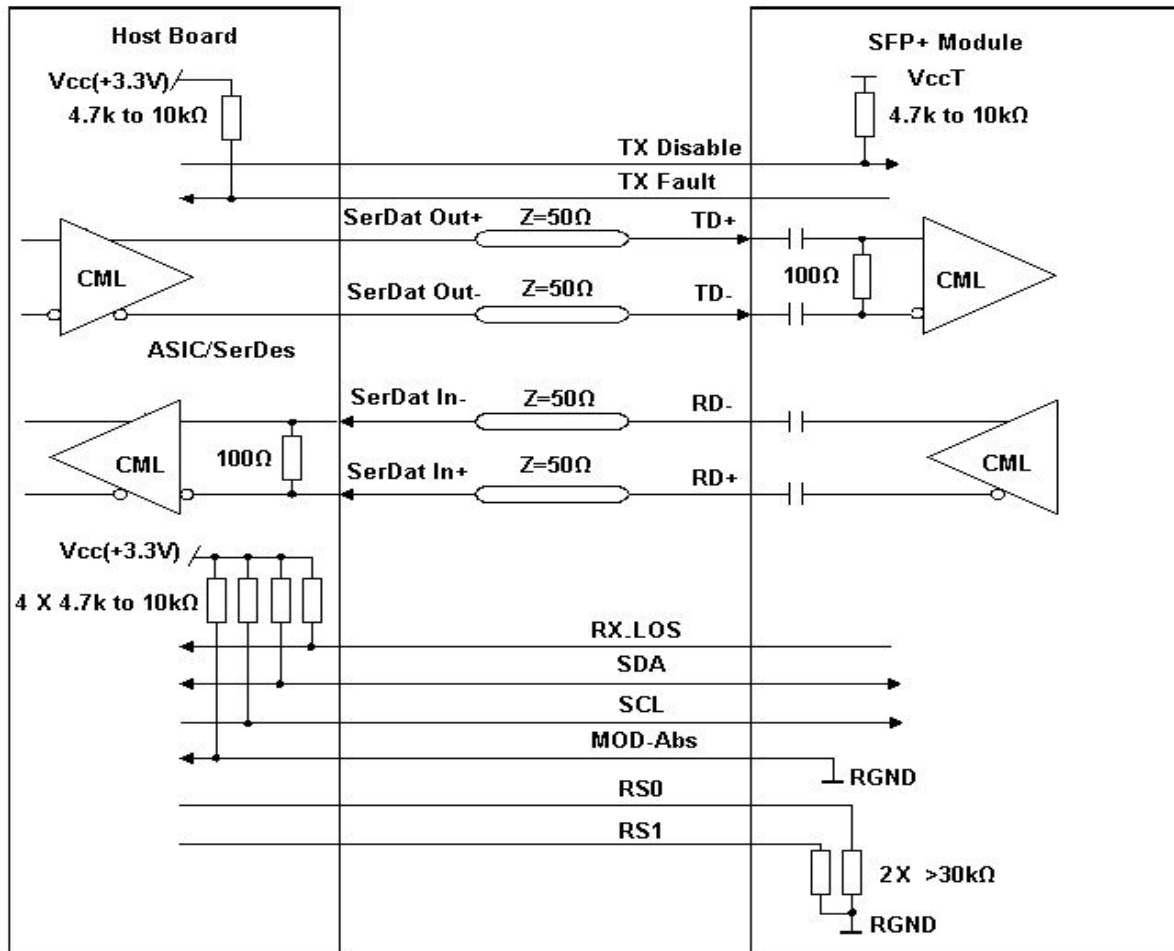 Host Board
SFP+ Module
Vcc(+3.3V)
4.7k to 10kΩ
VccT
4.7k to 10kΩ
TX Disable
TX Fault
SerDat Out+
Z=50Ω
TD+
CML
100Ω
CML
SerDat Out-
Z=50Ω
TD-
ASIC/SerDes
SerDat In-
Z=50Ω
RD-
CML
100Ω
CML
SerDat In+
Z=50Ω
RD+
Vcc(+3.3V)
4 X 4.7k to 10kΩ
RX_LOS
SDA
SCL
MOD-Abs
RGND
RS0
RS1
2X >30kΩ
RGND